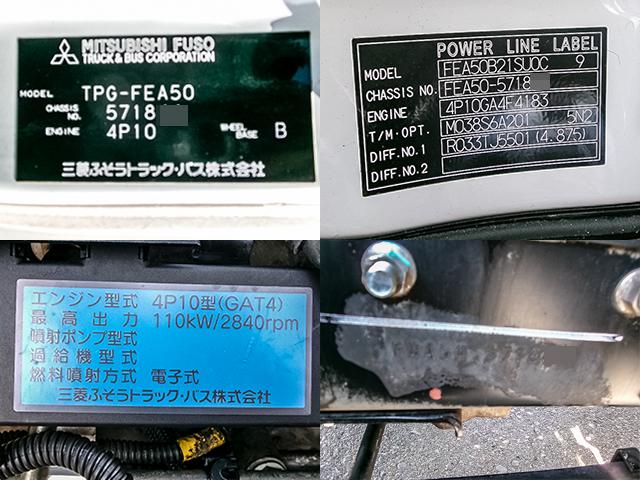 MITSUBISHI FUSO
TRUCK & BUS CORPORATION
MODEL TPG-FEA50
CHASSIS NO. 5718
ENGINE 4P10 WHEEL BASE B
三菱ふそうトラック・バス株式会社
POWER LINE LABEL
MODEL FEA50B21SU0C 9
CHASSIS NO. FEA50-5718
ENGINE 4P10GA4F4183
T/M.OPT. M038S6A201 5N2
DIFF.NO.1 R033TJ5501(4.875)
DIFF.NO.2
エンジン型式 4P10型(GAT4)
最高出力 110kW/2840rpm
噴射ポンプ型式
過給機型式
燃料噴射方式 電子式
三菱ふそうトラック・バス株式会社